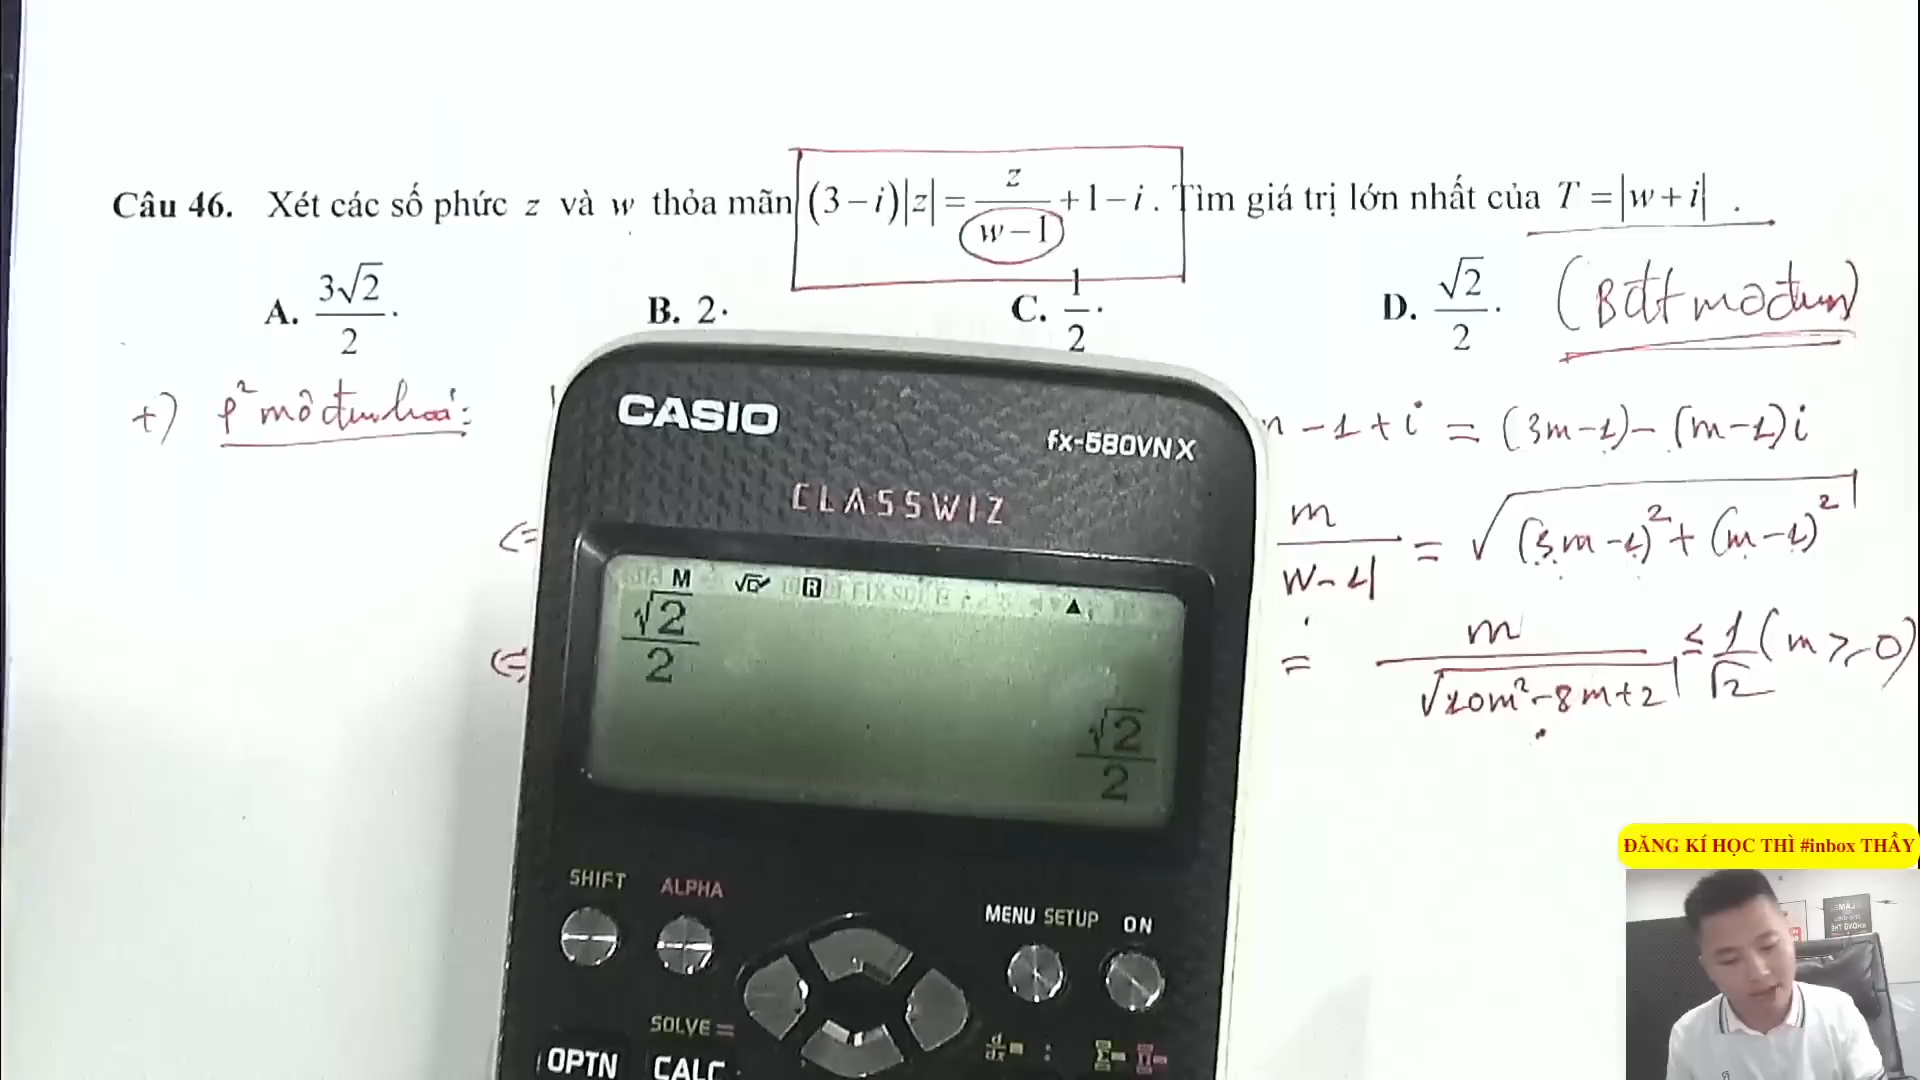 Câu 46. Xét các số phức z và w thỏa mãn (3-i)|z| = z/(w-1) + 1 - i. Tìm giá trị lớn nhất của T = |w+i|.
A. 3√2/2. B. 2. C. 1/2. D. √2/2. (Bđt môđun)
+) P² môđun hoá:
m - 1 + i = (3m-1) - (m-1)i
<=
m/w-1| = √((3m-1)² + (m-1)²)
<=
= m/√(10m²-8m+2) ≤ 1/√2 (m ≥ 0)
CASIO
fx-580VN X
CLASSWIZ
M √ R ▲
√2/2
√2/2
SHIFT ALPHA MENU SETUP ON
SOLVE =
d/dx= : Σ= Π=
OPTN CALC
ĐĂNG KÍ HỌC THÌ #inbox THẦY